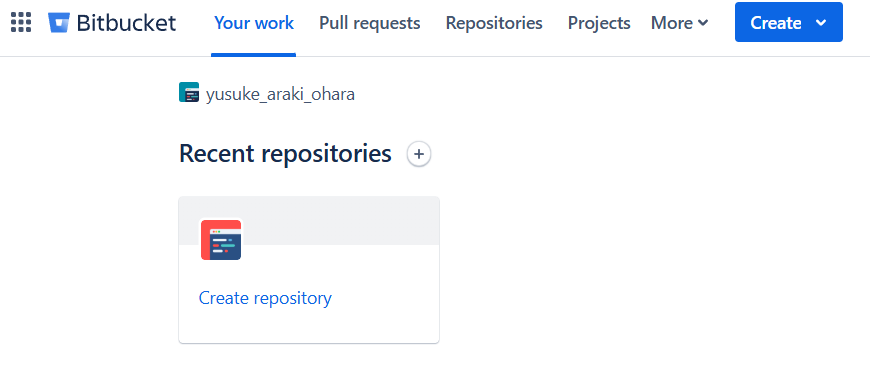 Bitbucket Your work Pull requests Repositories Projects More Create
yusuke_araki_ohara
Recent repositories +
Create repository